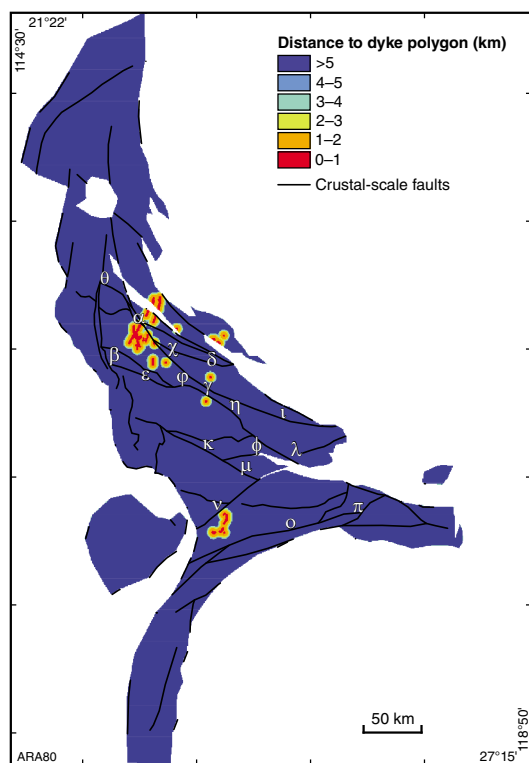 21°22'
114°30'
Distance to dyke polygon (km)
>5
4–5
3–4
2–3
1–2
0–1
Crustal-scale faults
θ
α
χ
β
δ
ε
φ
γ
η
ι
κ
ϕ
λ
μ
ν
π
ο
50 km
118°50'
ARA80
27°15'